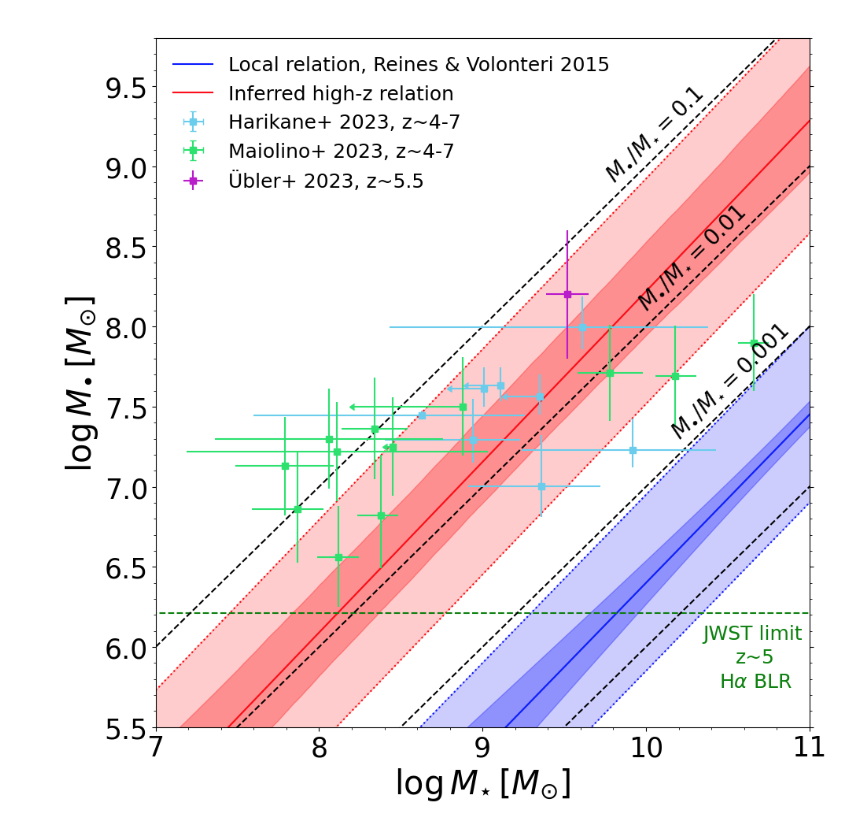 Local relation, Reines & Volonteri 2015
Inferred high-z relation
Harikane+ 2023, z~4-7
Maiolino+ 2023, z~4-7
Übler+ 2023, z~5.5
M•/M⋆ = 0.1
M•/M⋆ = 0.01
M•/M⋆ = 0.001
JWST limit
z~5
Hα BLR
log M• [M⊙]
9.5
9.0
8.5
8.0
7.5
7.0
6.5
6.0
5.5
7 8 9 10 11
log M⋆ [M⊙]